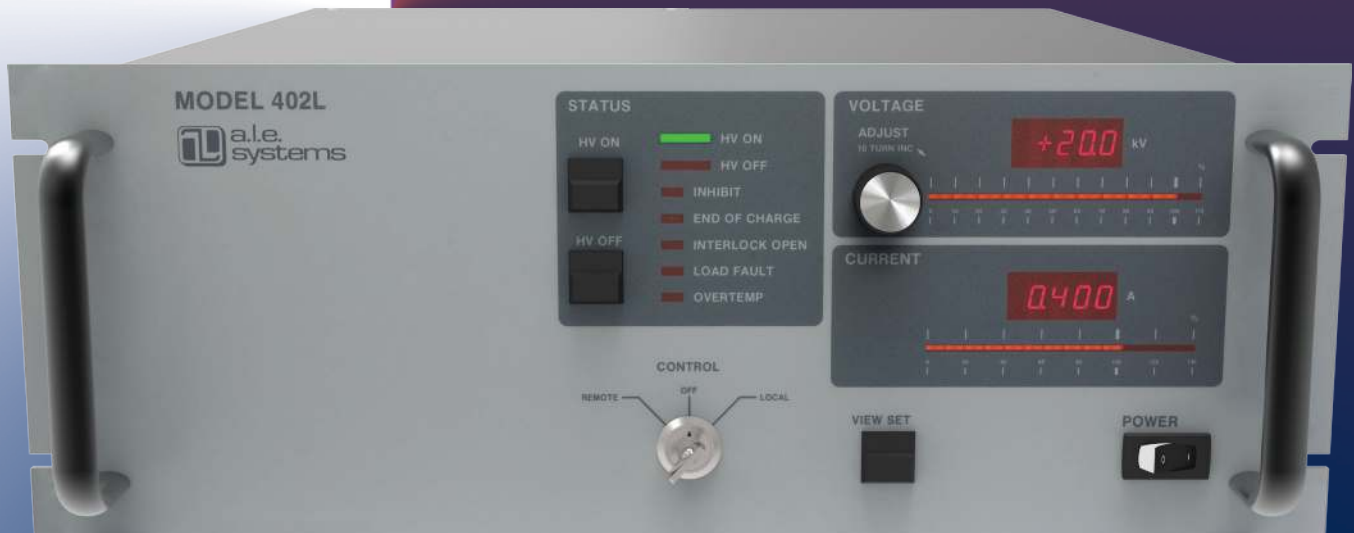 MODEL 402L
a.l.e.
systems
STATUS
HV ON
HV OFF
HV ON
HV OFF
INHIBIT
END OF CHARGE
INTERLOCK OPEN
LOAD FAULT
OVERTEMP
VOLTAGE
ADJUST
10 TURN INC
+20.0 kV
%
CURRENT
0.400 A
%
CONTROL
REMOTE
OFF
LOCAL
VIEW SET
POWER